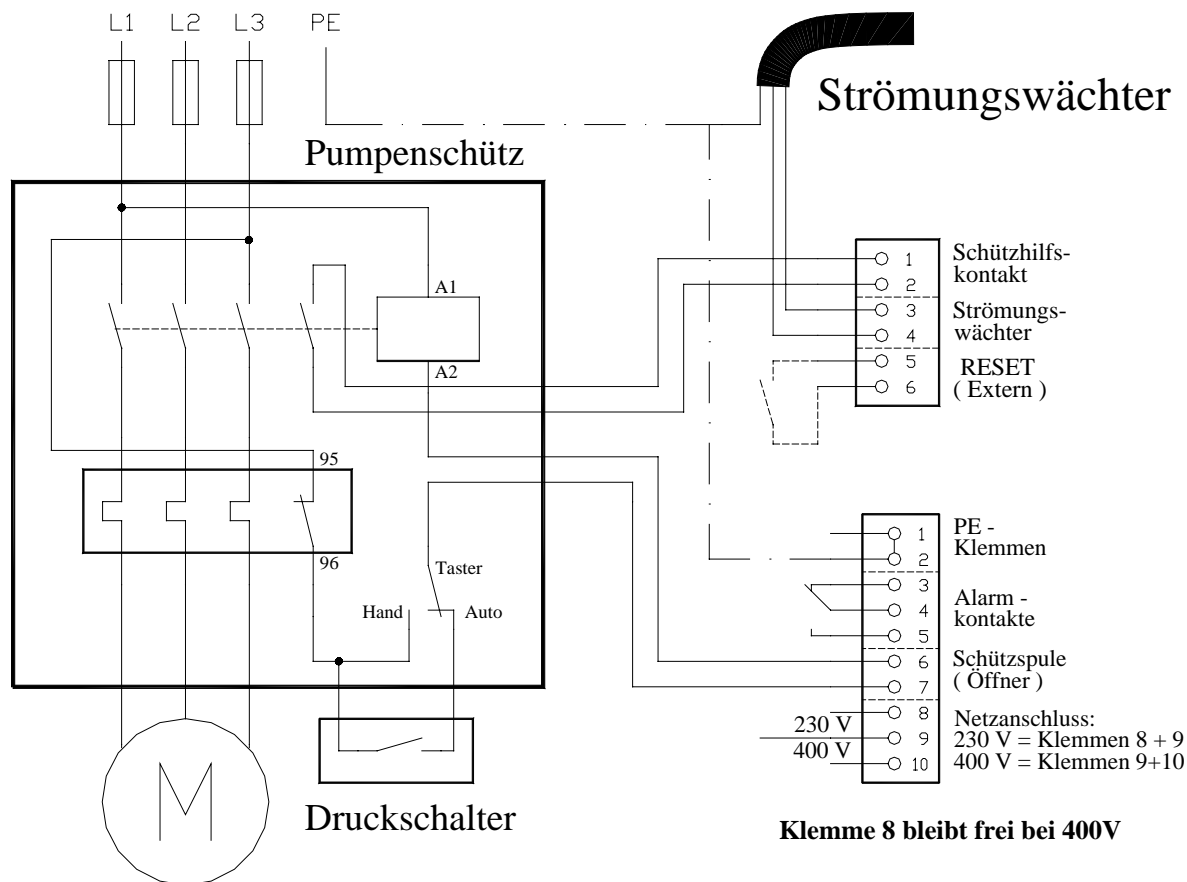 L1 L2 L3 PE
Strömungswächter
Pumpenschütz
A1
A2
95
96
Taster
Hand
Auto
M
Druckschalter
1
2
3
4
5
6
Schützhilfs-
kontakt
Strömungs-
wächter
RESET
( Extern )
1
2
3
4
5
6
7
8
9
10
PE -
Klemmen
Alarm -
kontakte
Schützspule
( Öffner )
230 V
400 V
Netzanschluss:
230 V = Klemmen 8 + 9
400 V = Klemmen 9+10
Klemme 8 bleibt frei bei 400V